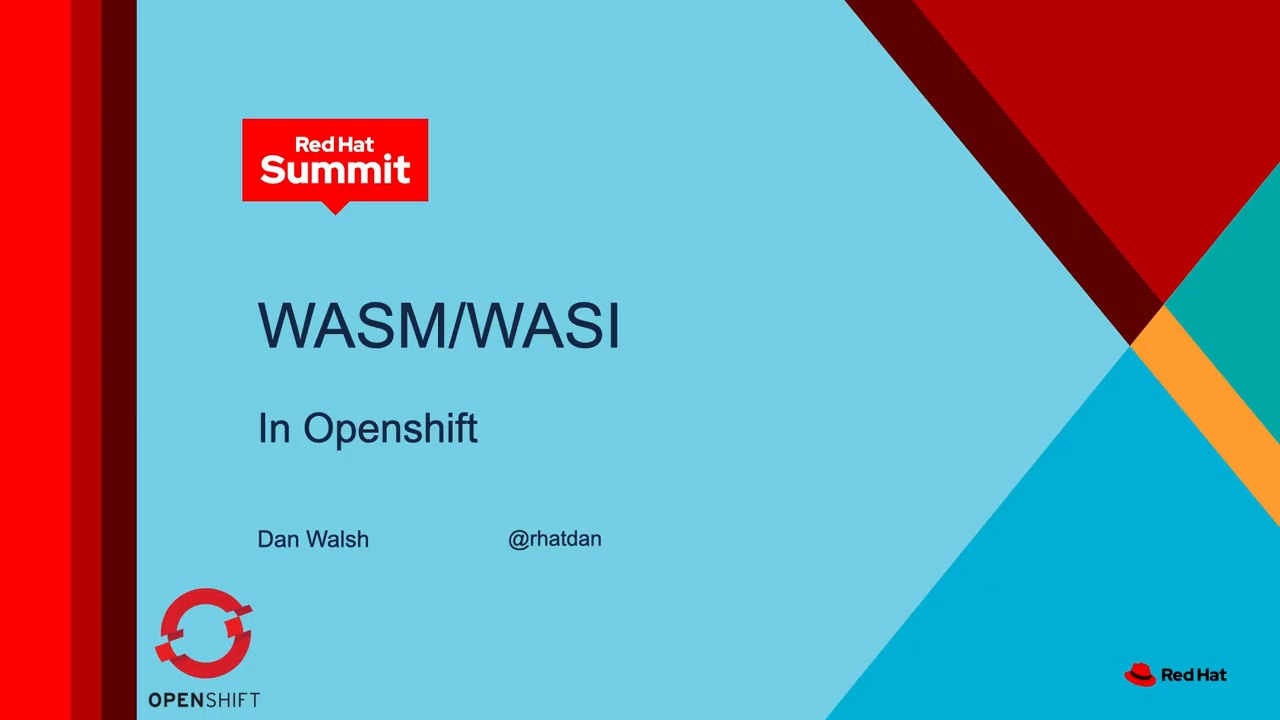 Red Hat
Summit
WASM/WASI
In Openshift
Dan Walsh @rhatdan
OPENSHIFT
Red Hat